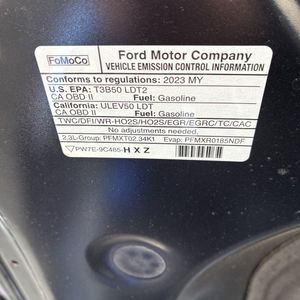 FoMoCo
Ford Motor Company
VEHICLE EMISSION CONTROL INFORMATION
Conforms to regulations: 2023 MY
U.S. EPA: T3B50 LDT2
CA OBD II Fuel: Gasoline
California: ULEV50 LDT
CA OBD II Fuel: Gasoline
TWC/DFI/WR-HO2S/HO2S/EGR/EGRC/TC/CAC
No adjustments necessary
2.3L-Group: PFMXT02.34K1 Evap: PFMXR0185NDF
PW7E-9C485-HXZ